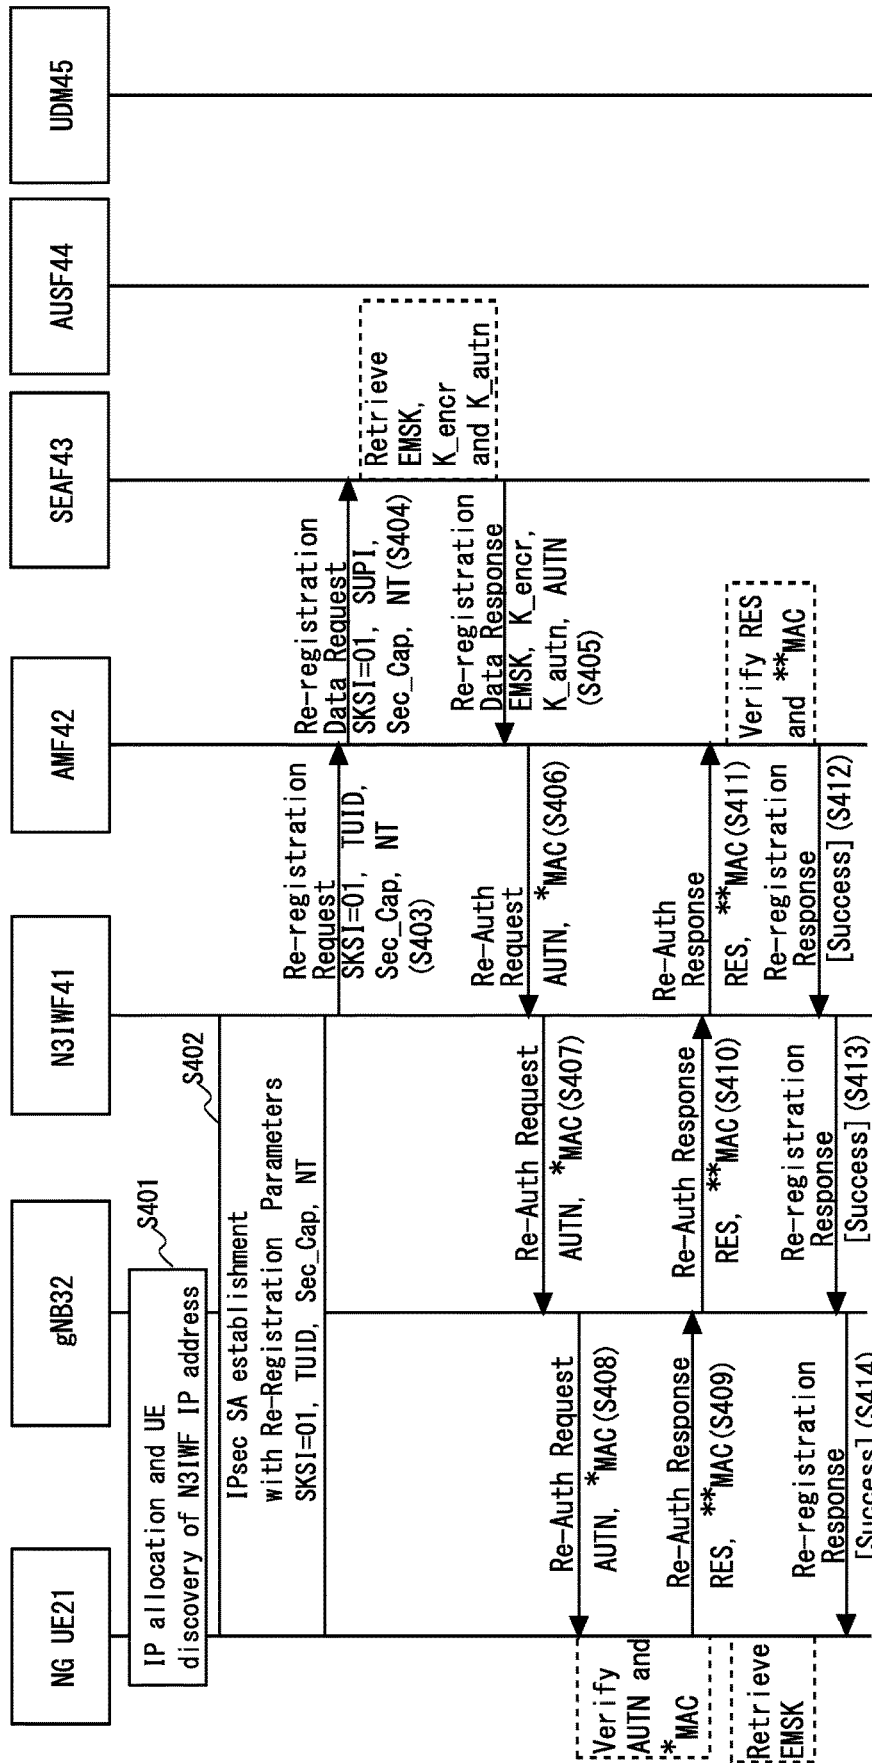 NG UE21
gNB32
N3IWF41
AMF42
SEAF43
AUSF44
UDM45
IP allocation and UE
discovery of N3IWF IP address
S401
IPsec SA establishment
with Re-Registration Parameters
SKSI=01, TUID, Sec_Cap, NT
S402
Re-registration
Request
SKSI=01, TUID,
Sec_Cap, NT
(S403)
Re-registration
Data Request
SKSI=01, SUPI,
Sec_Cap, NT(S404)
Retrieve
EMSK,
K_encr
and K_autn
Re-registration
Data Response
EMSK, K_encr,
K_autn, AUTN
(S405)
Re-Auth
Request
AUTN, *MAC(S406)
Re-Auth Request
AUTN, *MAC(S407)
Re-Auth Request
AUTN, *MAC(S408)
Verify
AUTN and
*MAC
Re-Auth Response
RES, **MAC(S409)
Re-Auth Response
RES, **MAC(S410)
Re-Auth
Response
RES, **MAC(S411)
Verify RES
and **MAC
Retrieve
EMSK
Re-registration
Response
[Success](S412)
Re-registration
Response
[Success](S413)
Re-registration
Response
[Success](S414)